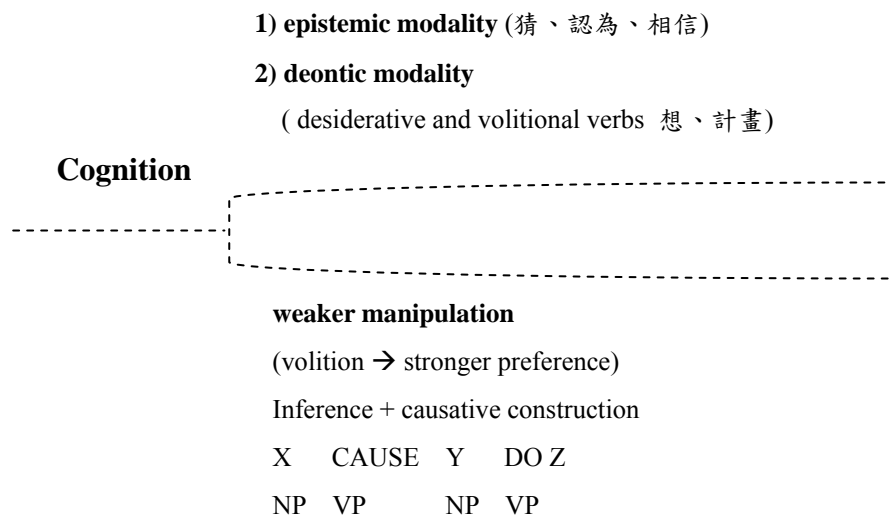 1) epistemic modality (猜、認為、相信)
2) deontic modality
( desiderative and volitional verbs 想、計畫)
Cognition
weaker manipulation
(volition → stronger preference)
Inference + causative construction
X CAUSE Y DO Z
NP VP NP VP